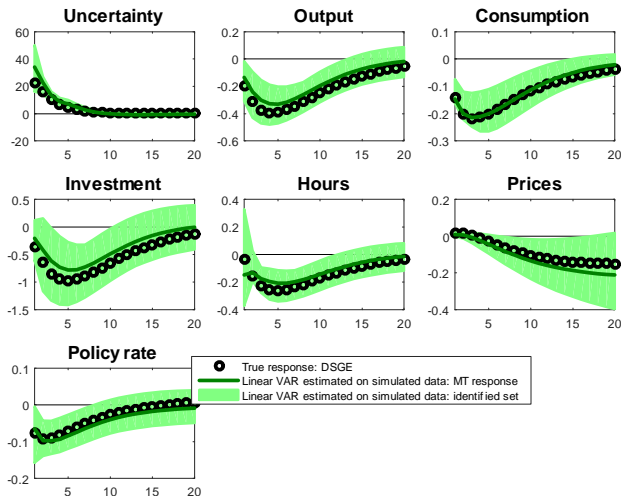 Uncertainty
Output
Consumption
60
40
20
0
-20
5 10 15 20
0.2
0
-0.2
-0.4
-0.6
5 10 15 20
0.1
0
-0.1
-0.2
-0.3
5 10 15 20
Investment
Hours
Prices
0.5
0
-0.5
-1
-1.5
5 10 15 20
0.4
0.2
0
-0.2
-0.4
5 10 15 20
0.2
0
-0.2
-0.4
5 10 15 20
Policy rate
0.1
0
-0.1
-0.2
5 10 15 20
True response: DSGE
Linear VAR estimated on simulated data: MT response
Linear VAR estimated on simulated data: identified set